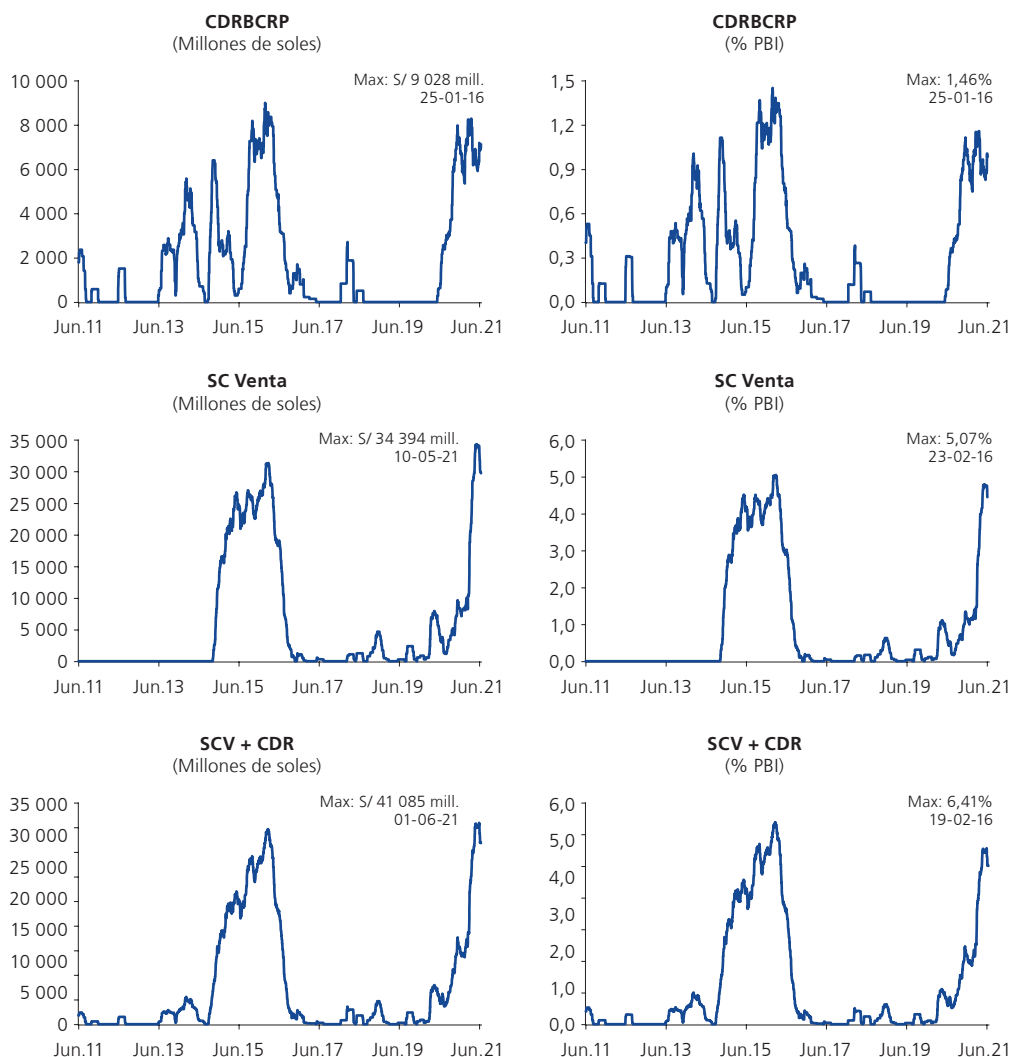 CDRBCRP
(Millones de soles)
Max: S/ 9 028 mill.
25-01-16
10 000
8 000
6 000
4 000
2 000
0
Jun.11 Jun.13 Jun.15 Jun.17 Jun.19 Jun.21
CDRBCRP
(% PBI)
Max: 1,46%
25-01-16
1,5
1,2
0,9
0,6
0,3
0,0
Jun.11 Jun.13 Jun.15 Jun.17 Jun.19 Jun.21
SC Venta
(Millones de soles)
Max: S/ 34 394 mill.
10-05-21
35 000
30 000
25 000
20 000
15 000
10 000
5 000
0
Jun.11 Jun.13 Jun.15 Jun.17 Jun.19 Jun.21
SC Venta
(% PBI)
Max: 5,07%
23-02-16
6,0
5,0
4,0
3,0
2,0
1,0
0,0
Jun.11 Jun.13 Jun.15 Jun.17 Jun.19 Jun.21
SCV + CDR
(Millones de soles)
Max: S/ 41 085 mill.
01-06-21
35 000
30 000
25 000
20 000
15 000
10 000
5 000
0
Jun.11 Jun.13 Jun.15 Jun.17 Jun.19 Jun.21
SCV + CDR
(% PBI)
Max: 6,41%
19-02-16
6,0
5,0
4,0
3,0
2,0
1,0
0,0
Jun.11 Jun.13 Jun.15 Jun.17 Jun.19 Jun.21